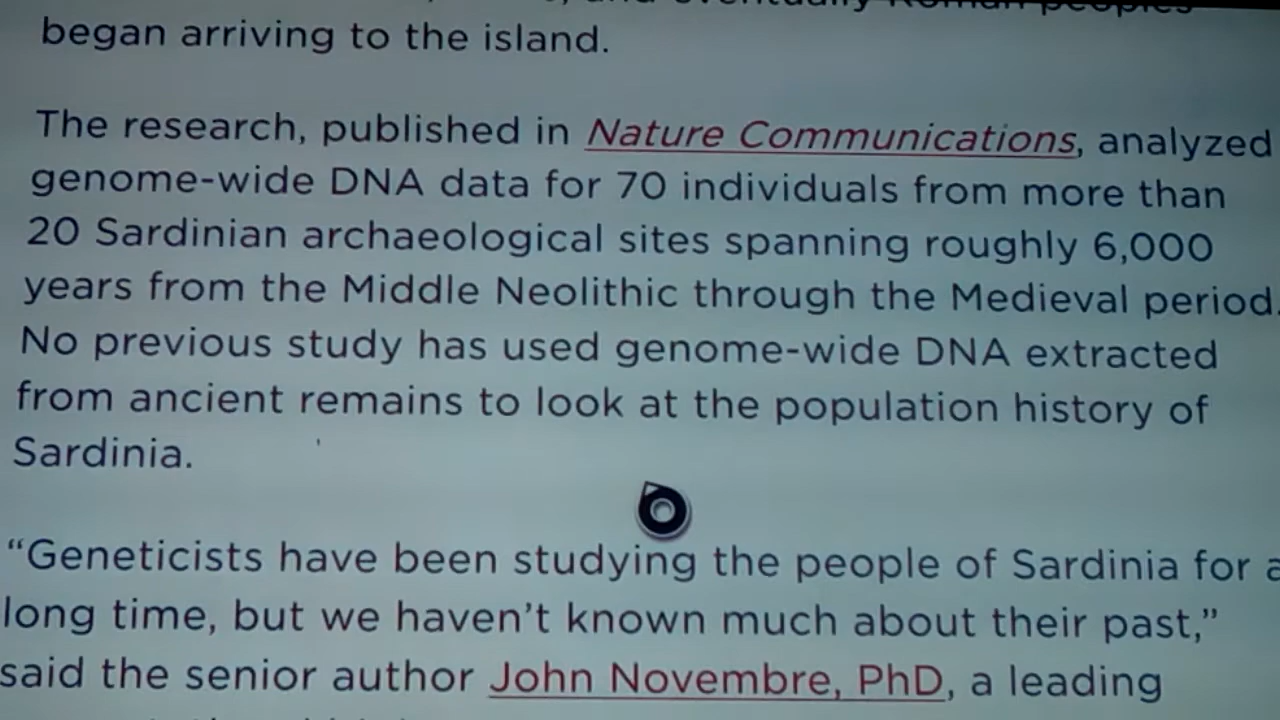 eventually Roman peoples
began arriving to the island.
The research, published in Nature Communications, analyzed
genome-wide DNA data for 70 individuals from more than
20 Sardinian archaeological sites spanning roughly 6,000
years from the Middle Neolithic through the Medieval period.
No previous study has used genome-wide DNA extracted
from ancient remains to look at the population history of
Sardinia.
“Geneticists have been studying the people of Sardinia for a
long time, but we haven’t known much about their past,”
said the senior author John Novembre, PhD, a leading